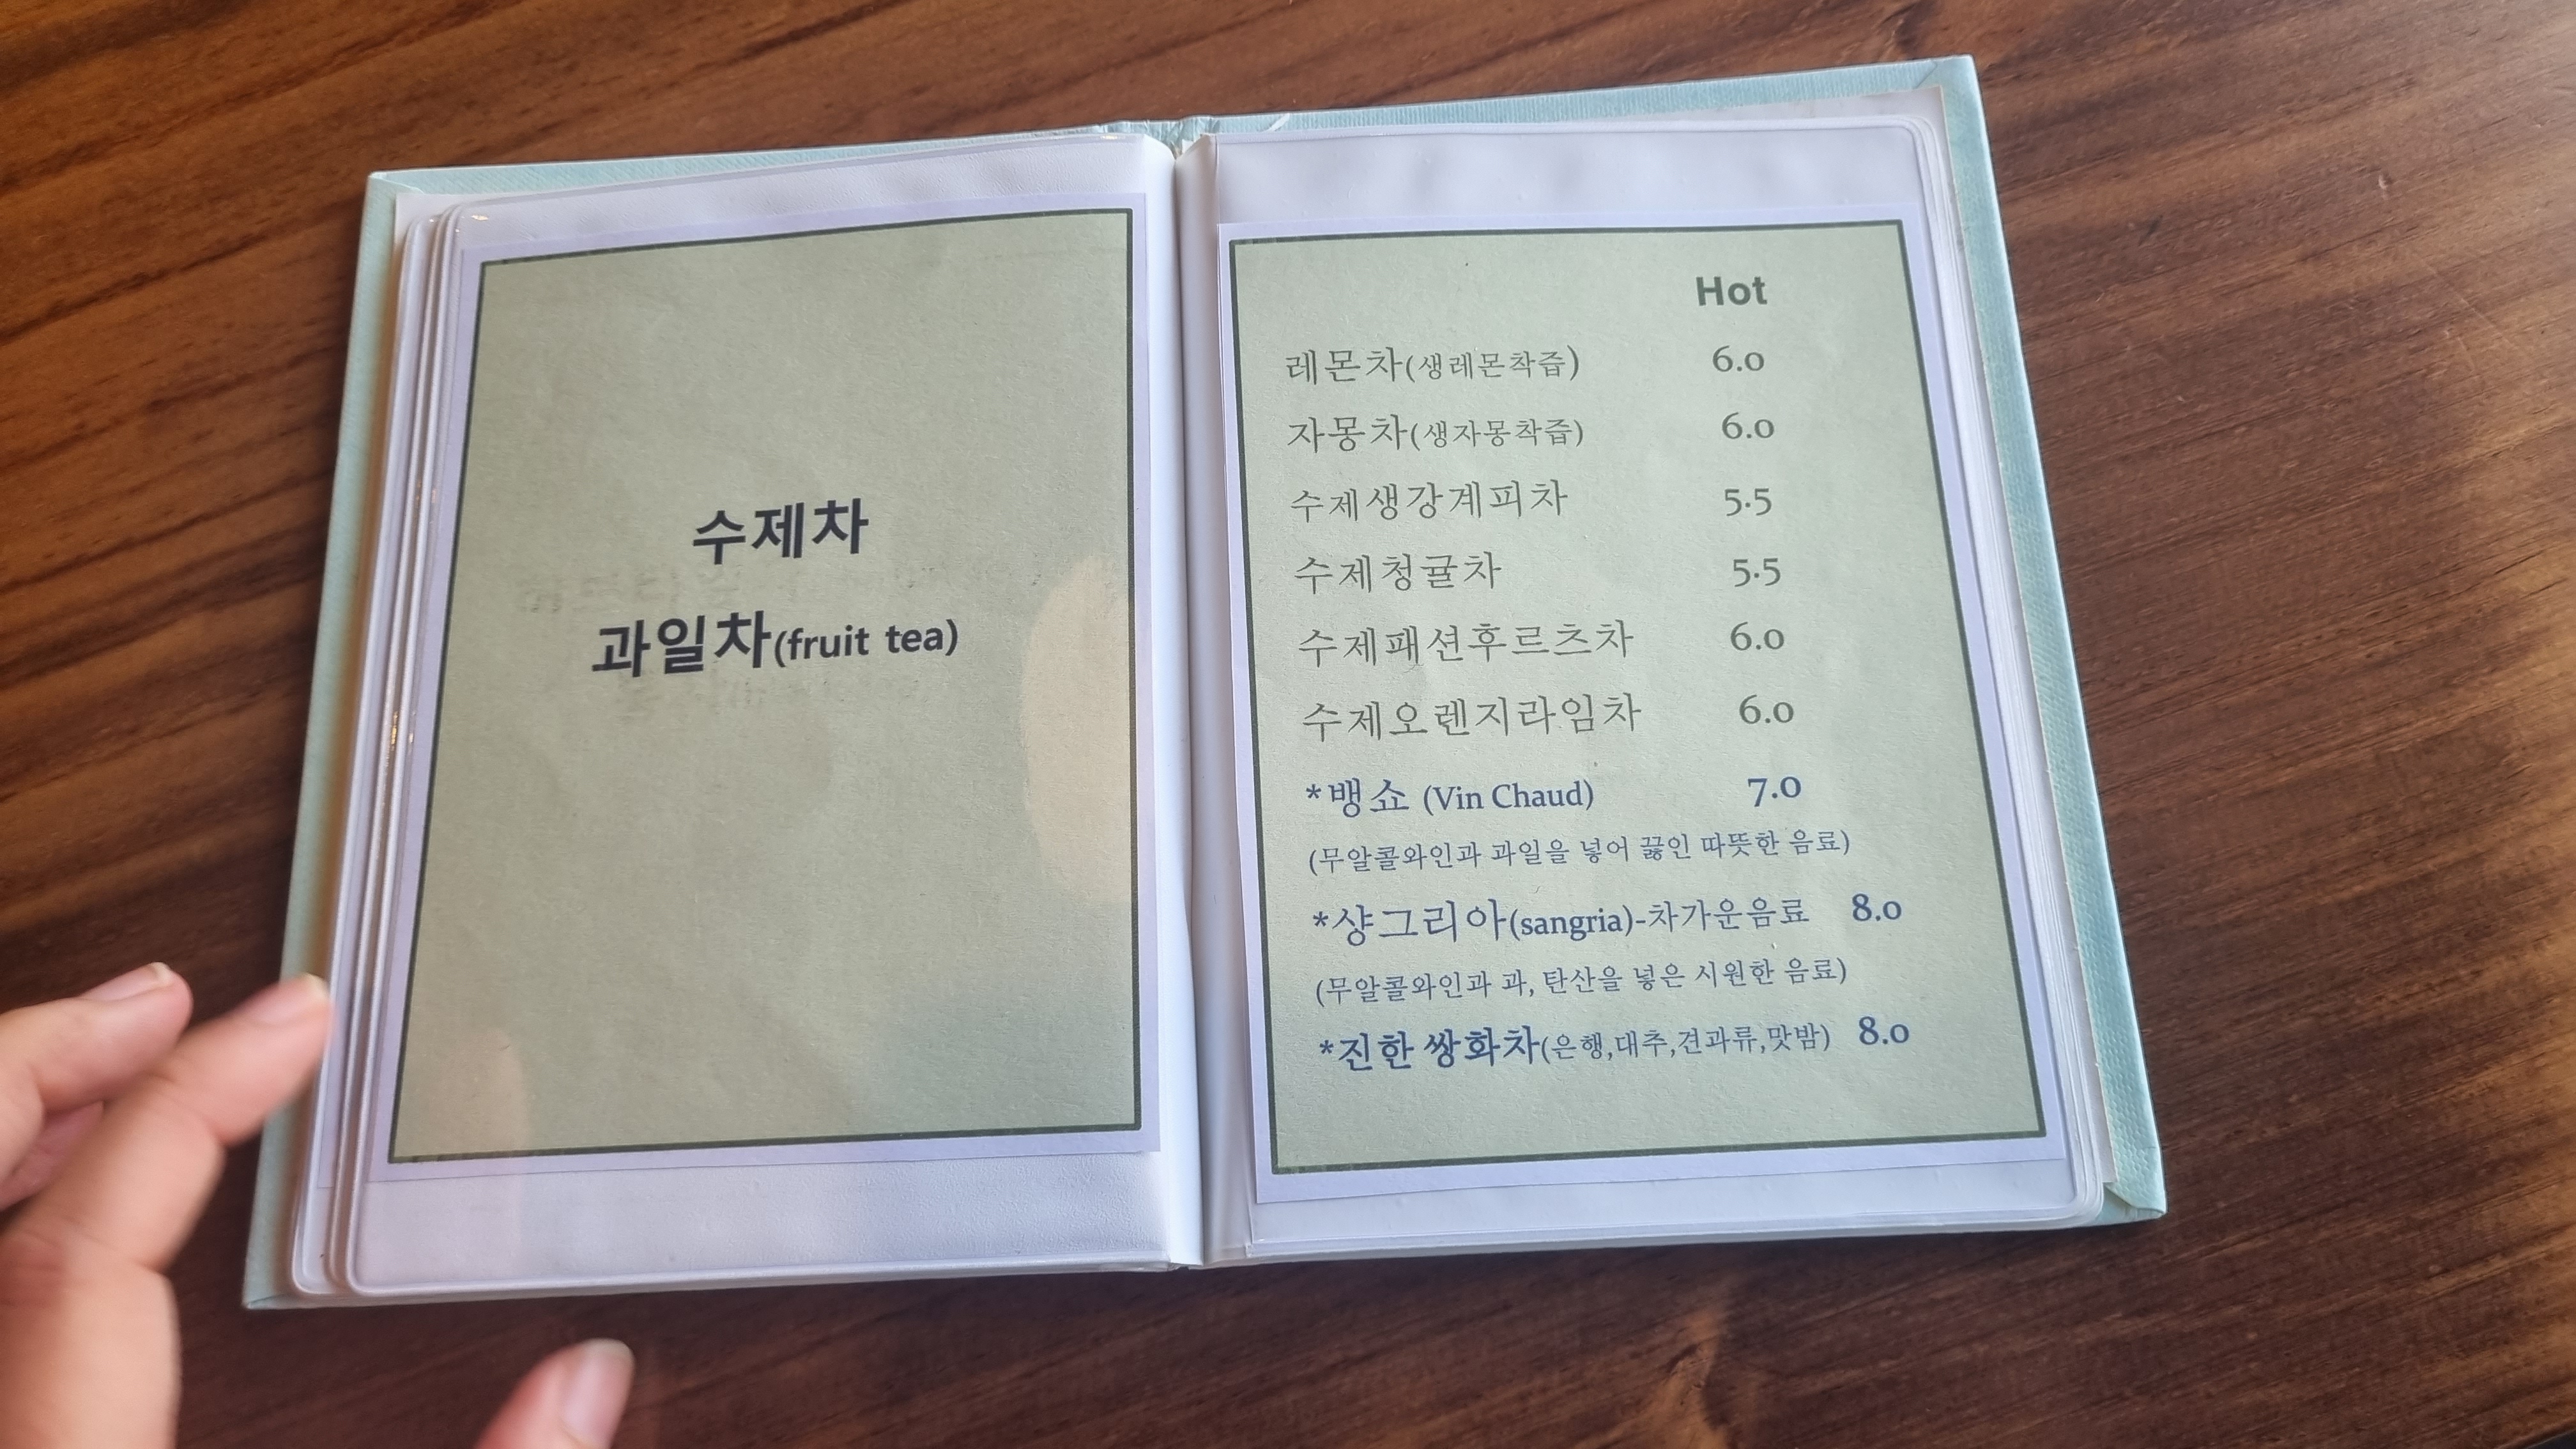 수제차
과일차(fruit tea)
Hot
레몬차(생레몬착즙) 6.0
자몽차(생자몽착즙) 6.0
수제생강계피차 5.5
수제청귤차 5.5
수제패션후르츠차 6.0
수제오렌지라임차 6.0
*뱅쇼 (Vin Chaud) 7.0
(무알콜와인과 과일을 넣어 끓인 따뜻한 음료)
*샹그리아(sangria)-차가운음료 8.0
(무알콜와인과 과, 탄산을 넣은 시원한 음료)
*진한 쌍화차(은행,대추,견과류,맛밤) 8.0